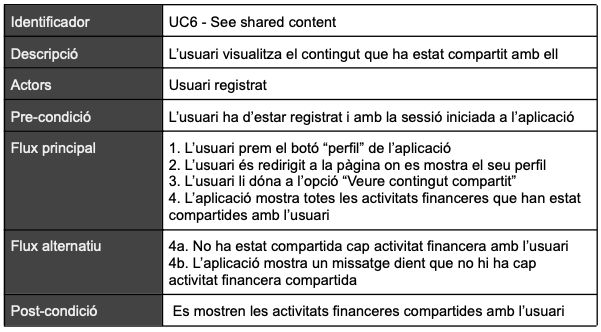 Identificador UC6 - See shared content
Descripció L'usuari visualitza el contingut que ha estat compartit amb ell
Actors Usuari registrat
Pre-condició L'usuari ha d'estar registrat i amb la sessió iniciada a l'aplicació
Flux principal 1. L'usuari prem el botó “perfil” de l'aplicació
2. L'usuari és redirigit a la pàgina on es mostra el seu perfil
3. L'usuari li dóna a l'opció “Veure contingut compartit”
4. L'aplicació mostra totes les activitats financeres que han estat
compartides amb l'usuari
Flux alternatiu 4a. No ha estat compartida cap activitat financera amb l'usuari
4b. L'aplicació mostra un missatge dient que no hi ha cap
activitat financera compartida
Post-condició Es mostren les activitats financeres compartides amb l'usuari